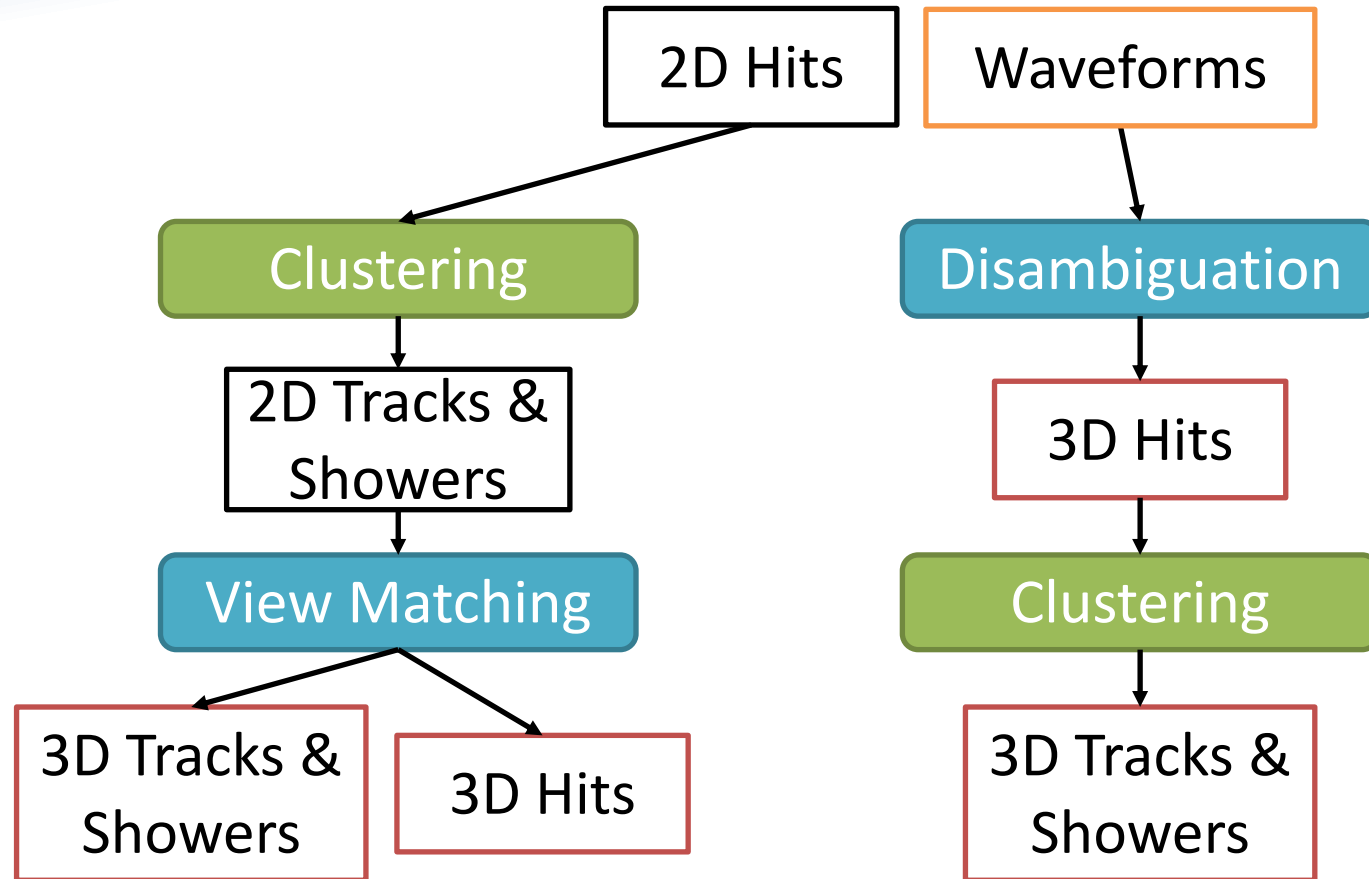 2D Hits
Waveforms
Clustering
Disambiguation
2D Tracks &
Showers
3D Hits
View Matching
Clustering
3D Tracks &
Showers
3D Hits
3D Tracks &
Showers